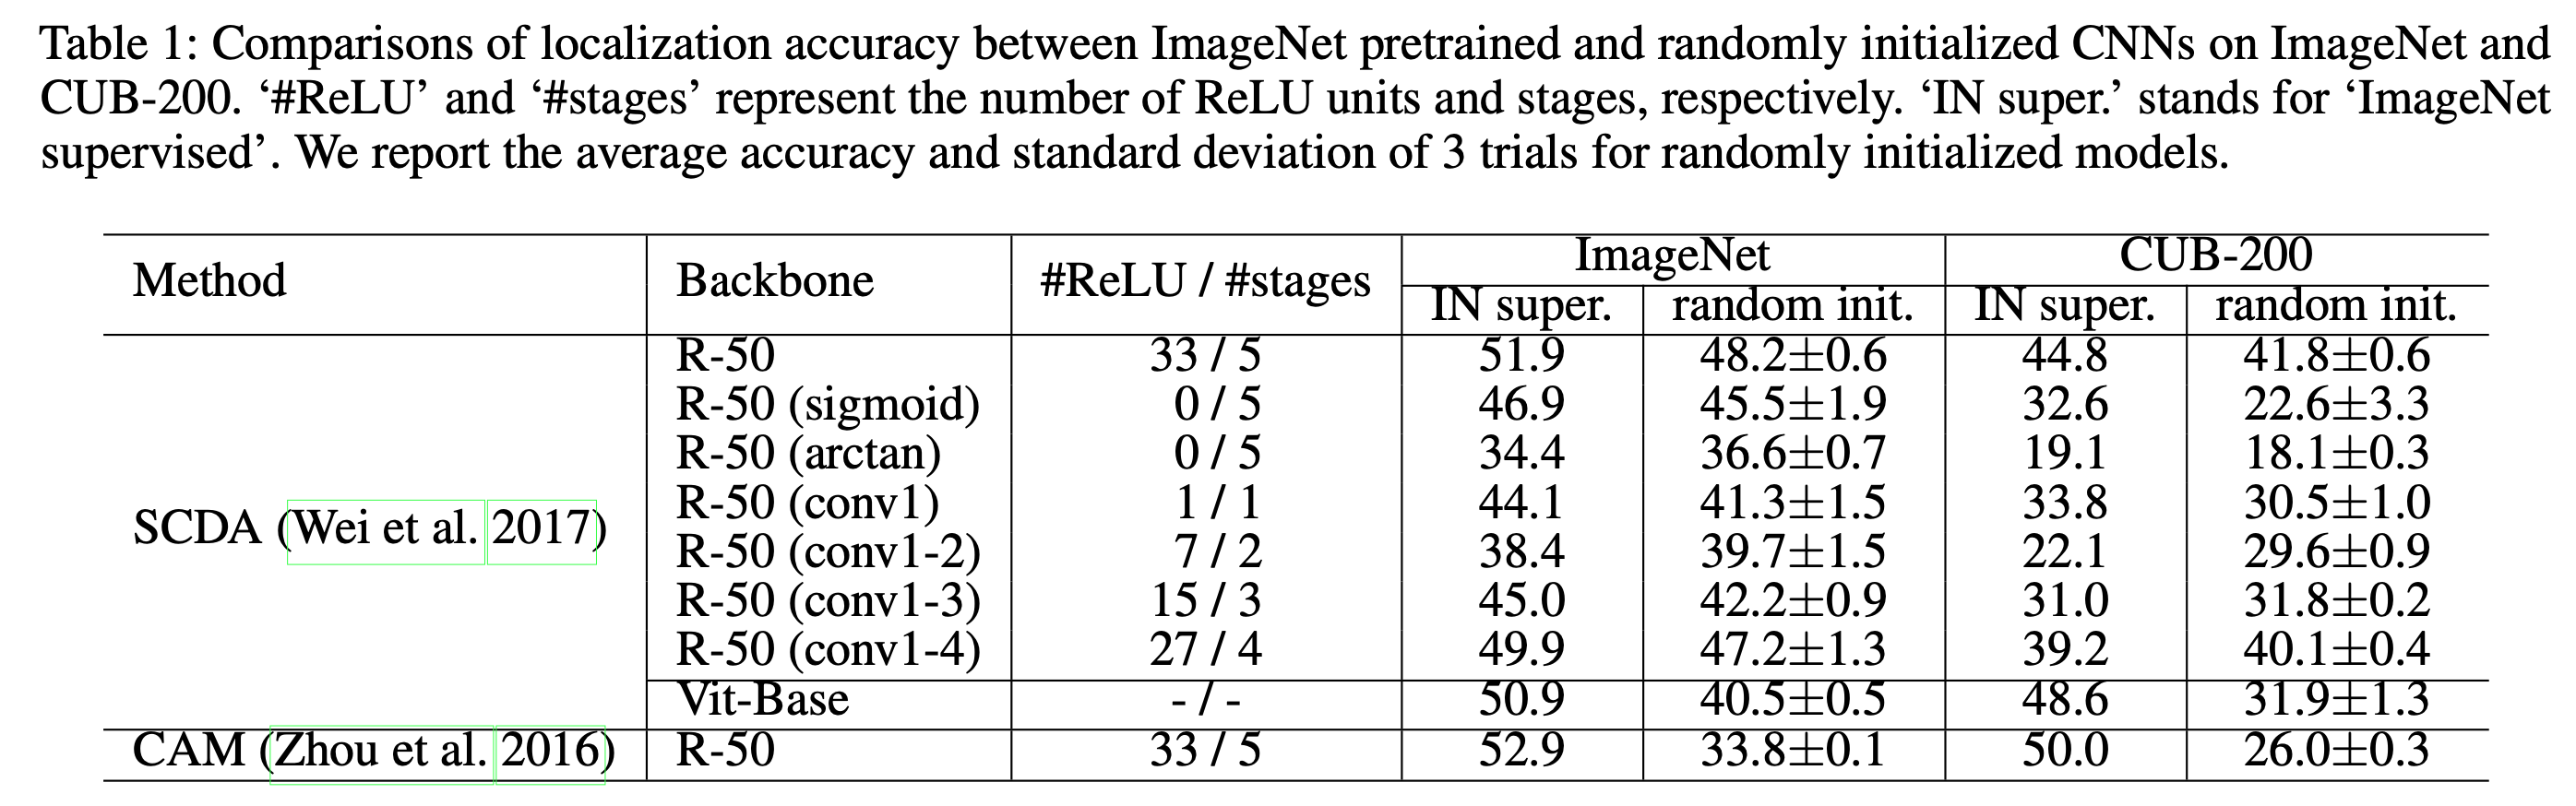 Table 1: Comparisons of localization accuracy between ImageNet pretrained and randomly initialized CNNs on ImageNet and
CUB-200. ‘#ReLU’ and ‘#stages’ represent the number of ReLU units and stages, respectively. ‘IN super.’ stands for ‘ImageNet
supervised’. We report the average accuracy and standard deviation of 3 trials for randomly initialized models.
Method Backbone #ReLU / #stages ImageNet CUB-200
IN super. random init. IN super. random init.
R-50 33 / 5 51.9 48.2±0.6 44.8 41.8±0.6
R-50 (sigmoid) 0 / 5 46.9 45.5±1.9 32.6 22.6±3.3
R-50 (arctan) 0 / 5 34.4 36.6±0.7 19.1 18.1±0.3
R-50 (conv1) 1 / 1 44.1 41.3±1.5 33.8 30.5±1.0
SCDA (Wei et al. 2017)
R-50 (conv1-2) 7 / 2 38.4 39.7±1.5 22.1 29.6±0.9
R-50 (conv1-3) 15 / 3 45.0 42.2±0.9 31.0 31.8±0.2
R-50 (conv1-4) 27 / 4 49.9 47.2±1.3 39.2 40.1±0.4
Vit-Base - / - 50.9 40.5±0.5 48.6 31.9±1.3
CAM (Zhou et al. 2016) R-50 33 / 5 52.9 33.8±0.1 50.0 26.0±0.3